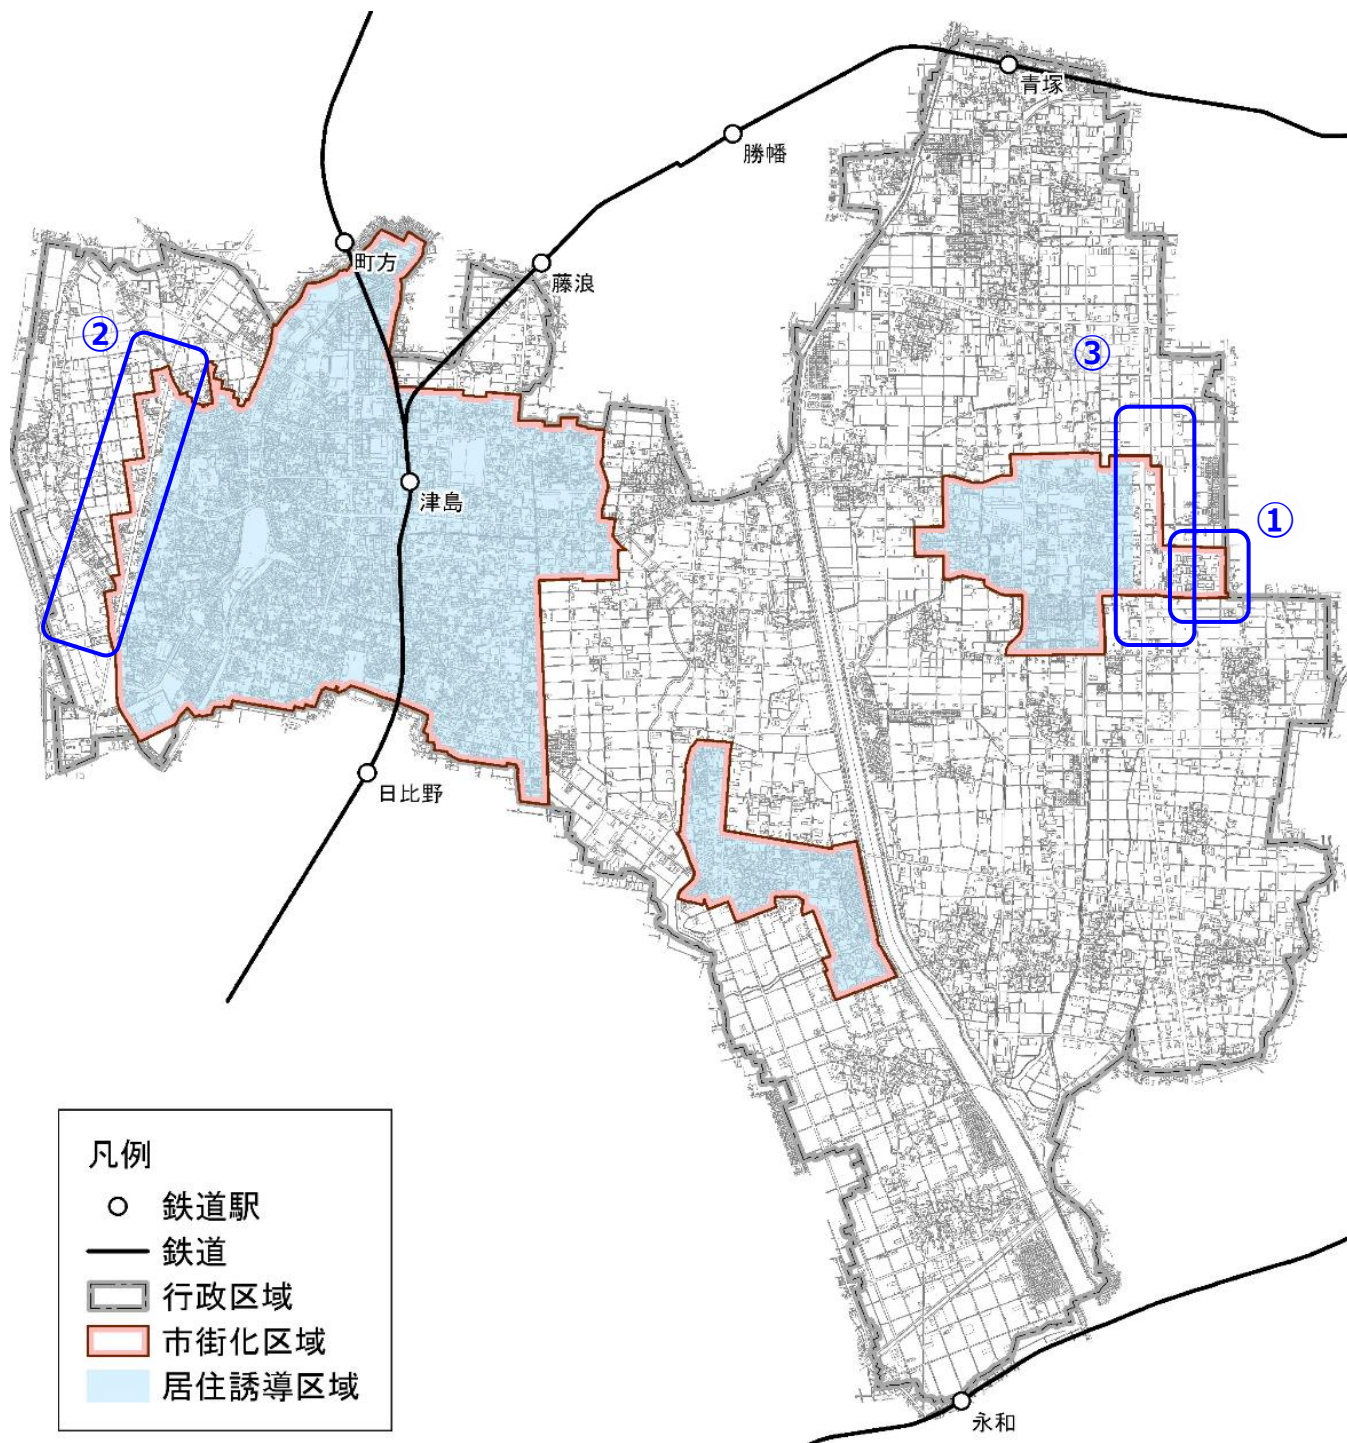 青塚
勝幡
町方
藤浪
②
③
津島
①
日比野
永和
凡例
鉄道駅
鉄道
行政区域
市街化区域
居住誘導区域